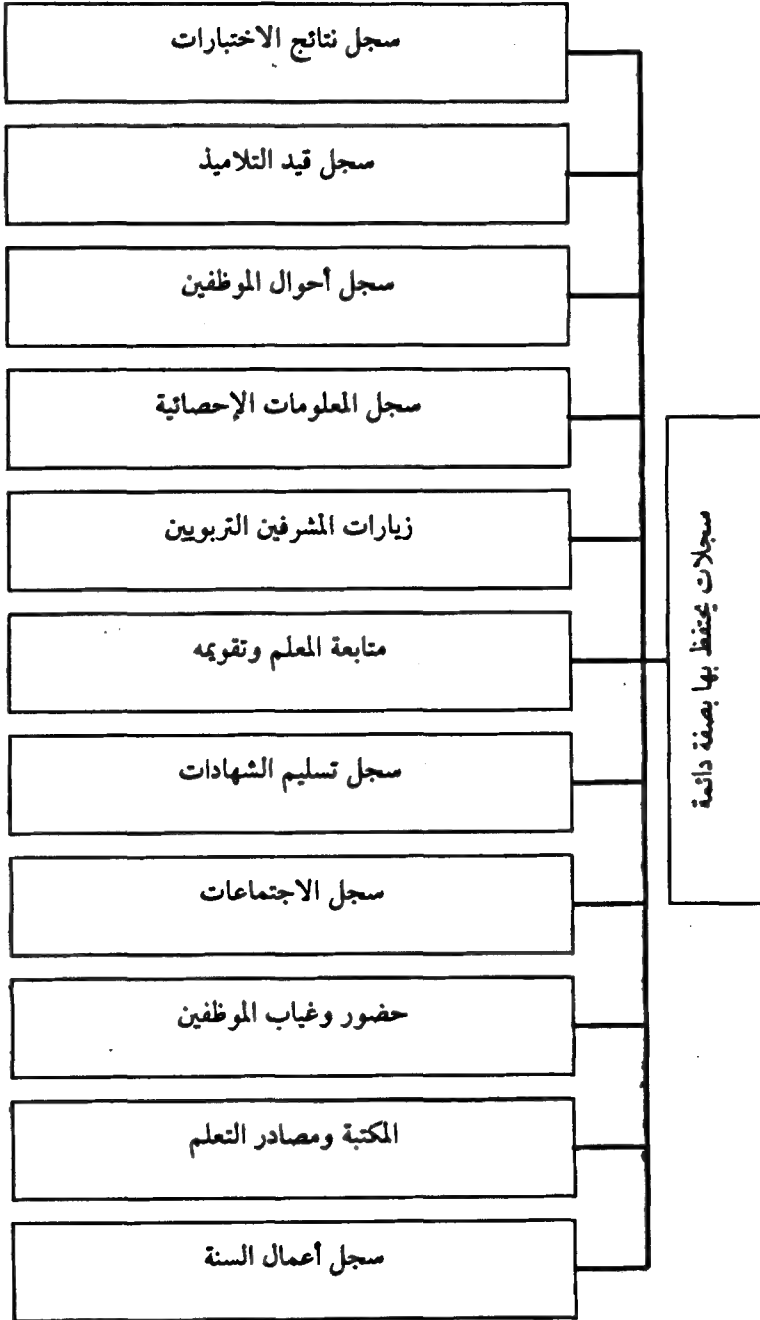 سجلات يحتفظ بها بصفة دائمة
سجل نتائج الاختبارات
سجل قيد التلاميذ
سجل أحوال الموظفين
سجل المعلومات الإحصائية
زيارات المشرفين التربويين
متابعة المعلم وتقويمه
سجل تسليم الشهادات
سجل الاجتماعات
حضور وغياب الموظفين
المكتبة ومصادر التعلم
سجل أعمال السنة